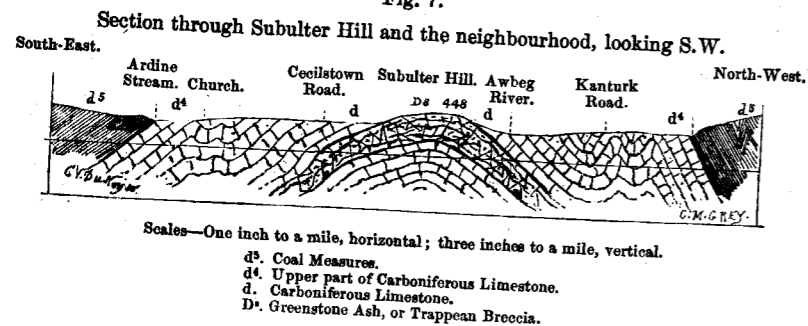 Fig. 7.
Section through Subulter Hill and the neighbourhood, looking S.W.
South-East.
North-West.
Ardine
Stream.
Church.
Cecilstown
Road.
Subulter Hill.
Awbeg
River.
Kanturk
Road.
d⁵
d⁴
d
Ds 448
d
d⁴
d⁵
G.V.Du.Noyer.
C.M.GREY.
Scales—One inch to a mile, horizontal; three inches to a mile, vertical.
d⁵. Coal Measures.
d⁴. Upper part of Carboniferous Limestone.
d. Carboniferous Limestone.
Dˢ. Greenstone Ash, or Trappean Breccia.